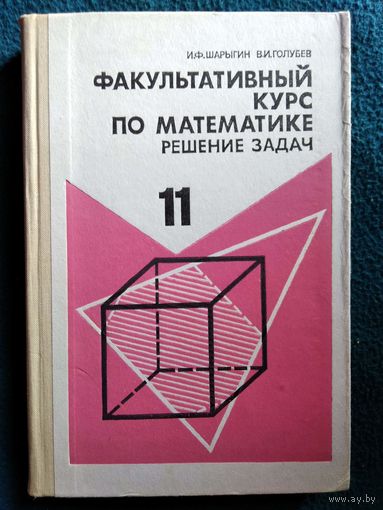 И.Ф.ШАРЫГИН В.И.ГОЛУБЕВ
ФАКУЛЬТАТИВНЫЙ
КУРС
ПО МАТЕМАТИКЕ
РЕШЕНИЕ ЗАДАЧ
11
www.ay.by